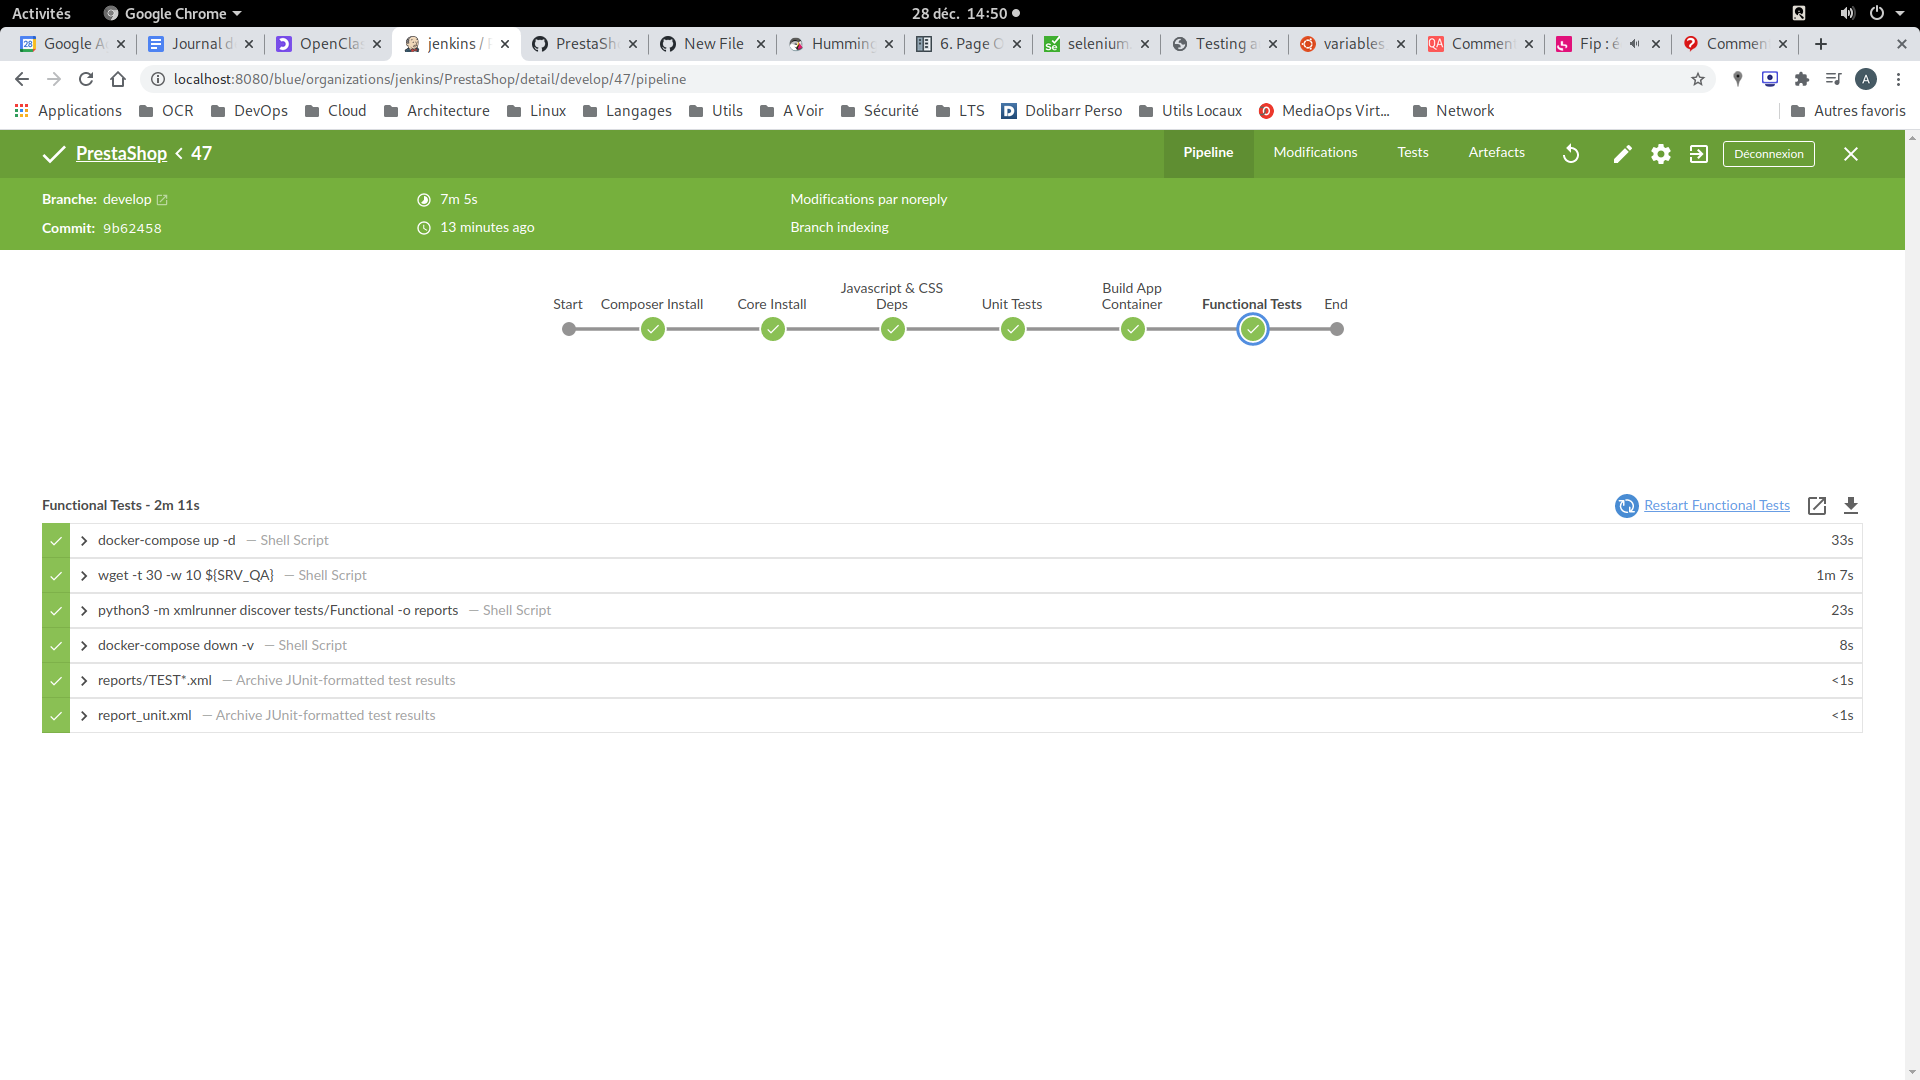 Activités Google Chrome 28 déc. 14:50
Google A Journal d OpenClas jenkins / PrestaSh New File Humming 6. Page O selenium. Testing a variables. Commen Fip : é Commen
localhost:8080/blue/organizations/jenkins/PrestaShop/detail/develop/47/pipeline A
Applications OCR DevOps Cloud Architecture Linux Langages Utils A Voir Sécurité LTS Dolibarr Perso Utils Locaux MediaOps Virt... Network Autres favoris
PrestaShop < 47 Pipeline Modifications Tests Artefacts Déconnexion
Branche: develop 7m 5s Modifications par noreply
Commit: 9b62458 13 minutes ago Branch indexing
Start Composer Install Core Install Javascript & CSS Deps Unit Tests Build App Container Functional Tests End
Functional Tests - 2m 11s Restart Functional Tests
docker-compose up -d — Shell Script 33s
wget -t 30 -w 10 ${SRV_QA} — Shell Script 1m 7s
python3 -m xmlrunner discover tests/Functional -o reports — Shell Script 23s
docker-compose down -v — Shell Script 8s
reports/TEST*.xml — Archive JUnit-formatted test results <1s
report_unit.xml — Archive JUnit-formatted test results <1s